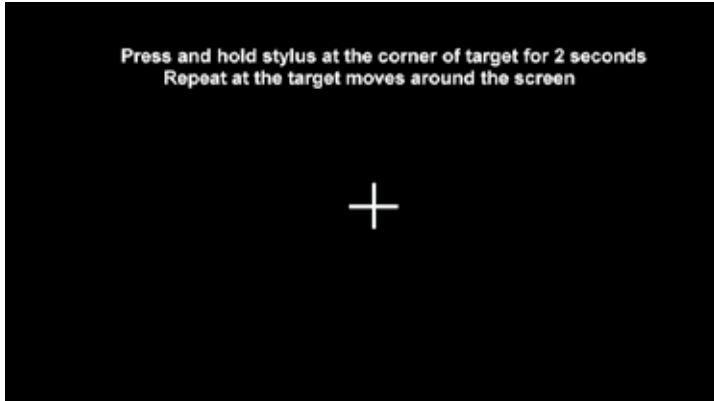 Press and hold stylus at the corner of target for 2 seconds
Repeat at the target moves around the screen